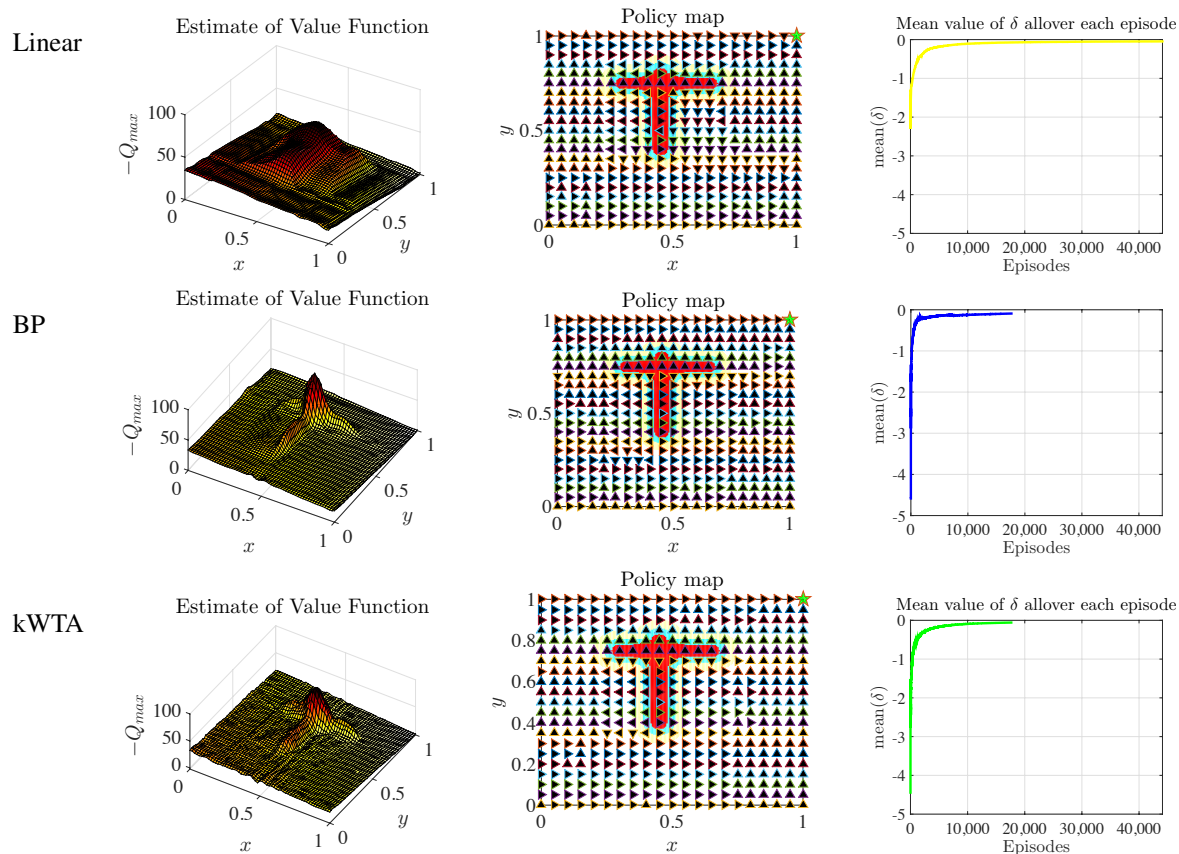 Linear
Estimate of Value Function
−Q_max
100
50
0
0
0.5
1
x
0
0.5
1
y
Policy map
1
0.5
0
y
0
0.5
1
x
Mean value of δ allover each episode
0
-1
-2
-3
-4
-5
mean(δ)
0
10,000
20,000
30,000
40,000
Episodes
BP
Estimate of Value Function
−Q_max
100
50
0
0
0.5
1
x
0
0.5
1
y
Policy map
1
0.5
0
y
0
0.5
1
x
0
-1
-2
-3
-4
-5
mean(δ)
0
10,000
20,000
30,000
40,000
Episodes
kWTA
Estimate of Value Function
−Q_max
100
50
0
0
0.5
1
x
0
0.5
1
y
Policy map
1
0.8
0.6
0.4
0.2
0
y
0
0.5
1
x
Mean value of δ allover each episode
0
-1
-2
-3
-4
-5
mean(δ)
0
10,000
20,000
30,000
40,000
Episodes